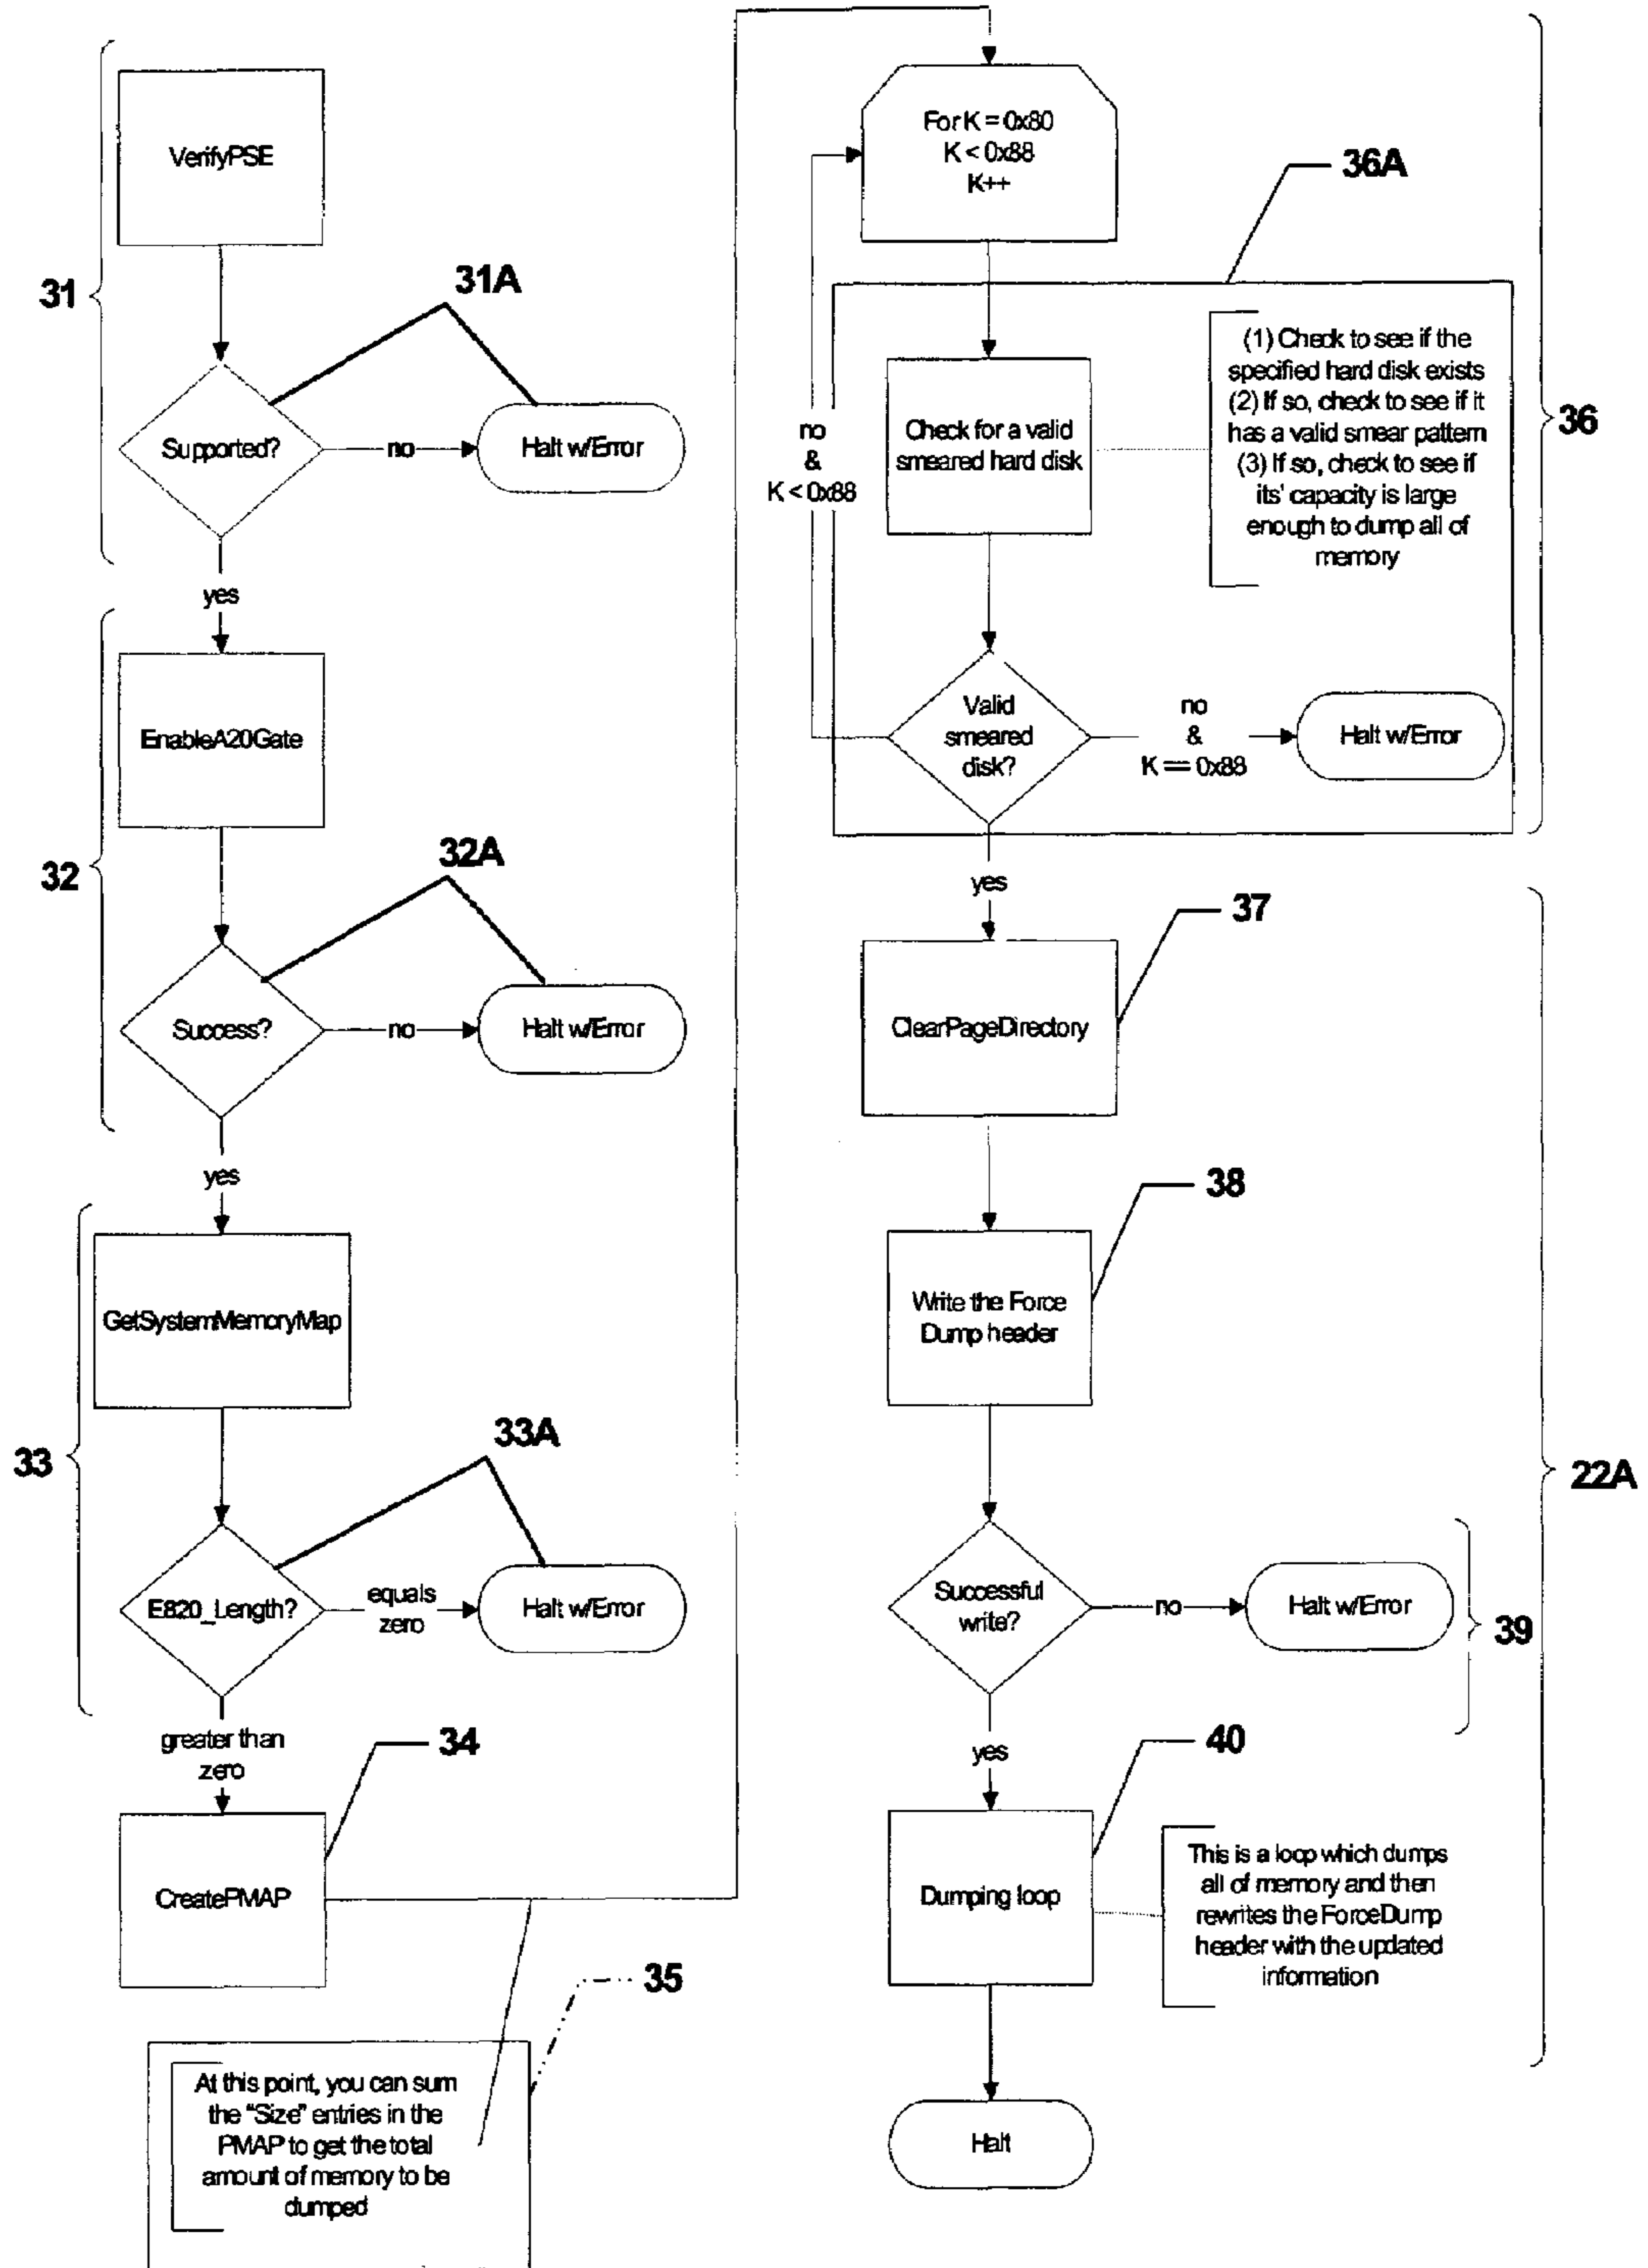 VerifyPSE
31
31A
Supported?
no
Halt w/Error
yes
EnableA20Gate
32
32A
Success?
no
Halt w/Error
yes
GetSystemMemoryMap
33
33A
E820_Length?
equals
zero
Halt w/Error
greater than
zero
34
CreatePMAP
35
At this point, you can sum
the "Size" entries in the
PMAP to get the total
amount of memory to be
dumped
For K = 0x80
K < 0x88
K++
36A
36
no
&
K < 0x88
Check for a valid
smeared hard disk
(1) Check to see if the
specified hard disk exists
(2) If so, check to see if it
has a valid smear pattern
(3) If so, check to see if
its' capacity is large
enough to dump all of
memory
Valid
smeared
disk?
no
&
K == 0x88
Halt w/Error
yes
37
ClearPageDirectory
38
Write the Force
Dump header
22A
Successful
write?
no
Halt w/Error
39
yes
40
Dumping loop
This is a loop which dumps
all of memory and then
rewrites the ForceDump
header with the updated
information
Halt